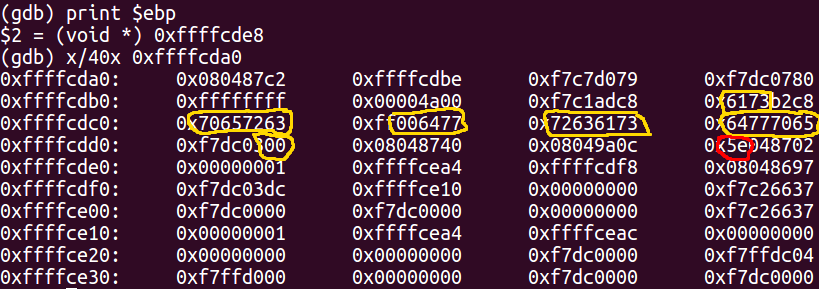 (gdb) print $ebp
$2 = (void *) 0xffffcde8
(gdb) x/40x 0xffffcda0
0xffffcda0: 0x080487c2 0xffffcdbe 0xf7c7d079 0xf7dc0780
0xffffcdb0: 0xffffffff 0x00004a00 0xf7c1adc8 0x6173b2c8
0xffffcdc0: 0x70657263 0xff006477 0x72636173 0x64777065
0xffffcdd0: 0xf7dc0300 0x08048740 0x08049a0c 0x5e048702
0xffffcde0: 0x00000001 0xffffcea4 0xffffcdf8 0x08048697
0xffffcdf0: 0xf7dc03dc 0xffffce10 0x00000000 0xf7c26637
0xffffce00: 0xf7dc0000 0xf7dc0000 0x00000000 0xf7c26637
0xffffce10: 0x00000001 0xffffcea4 0xffffceac 0x00000000
0xffffce20: 0x00000000 0x00000000 0xf7dc0000 0xf7ffdc04
0xffffce30: 0xf7ffd000 0x00000000 0xf7dc0000 0xf7dc0000